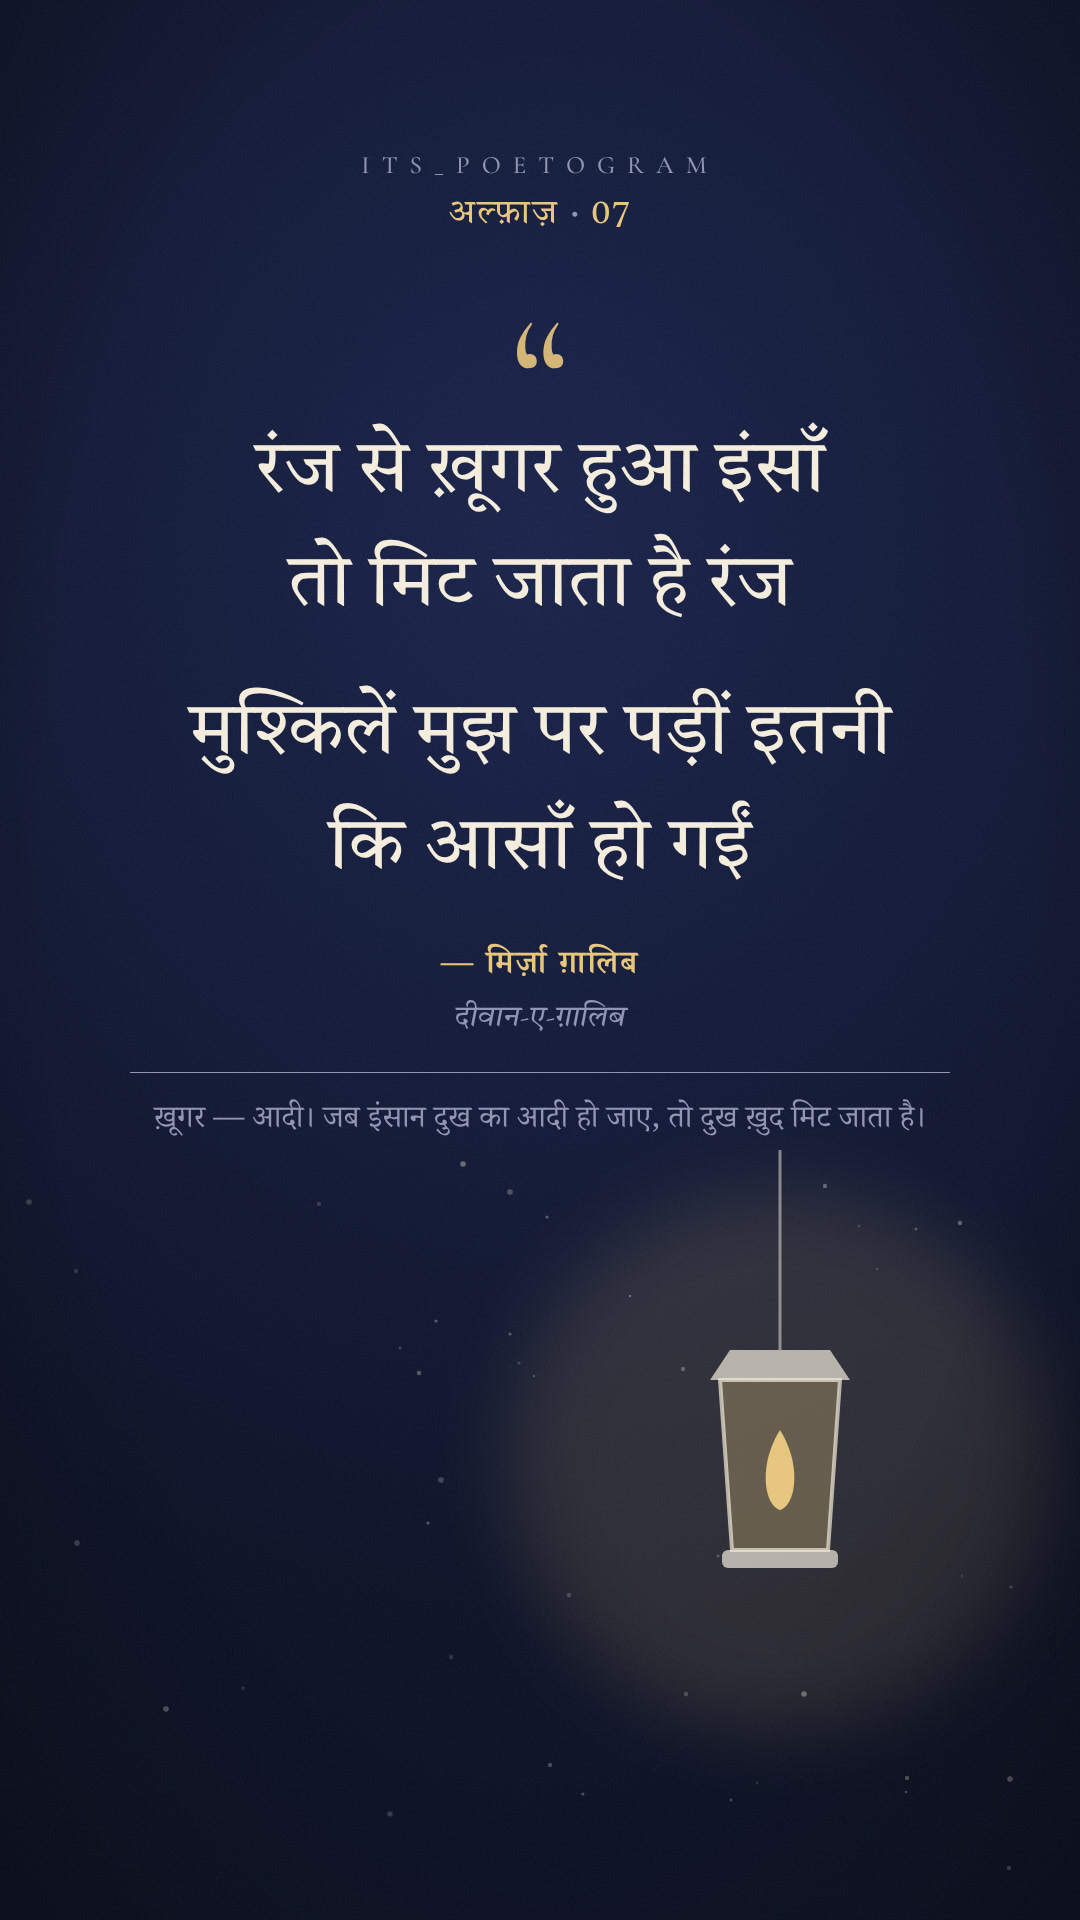 ITS_POETOGRAM
अल्फ़ाज़ · 07
“
रंज से ख़ूगर हुआ इंसाँ
तो मिट जाता है रंज
मुश्किलें मुझ पर पड़ीं इतनी
कि आसाँ हो गईं
— मिर्ज़ा ग़ालिब
दीवान-ए-ग़ालिब
ख़ूगर — आदी। जब इंसान दुख का आदी हो जाए, तो दुख ख़ुद मिट जाता है।